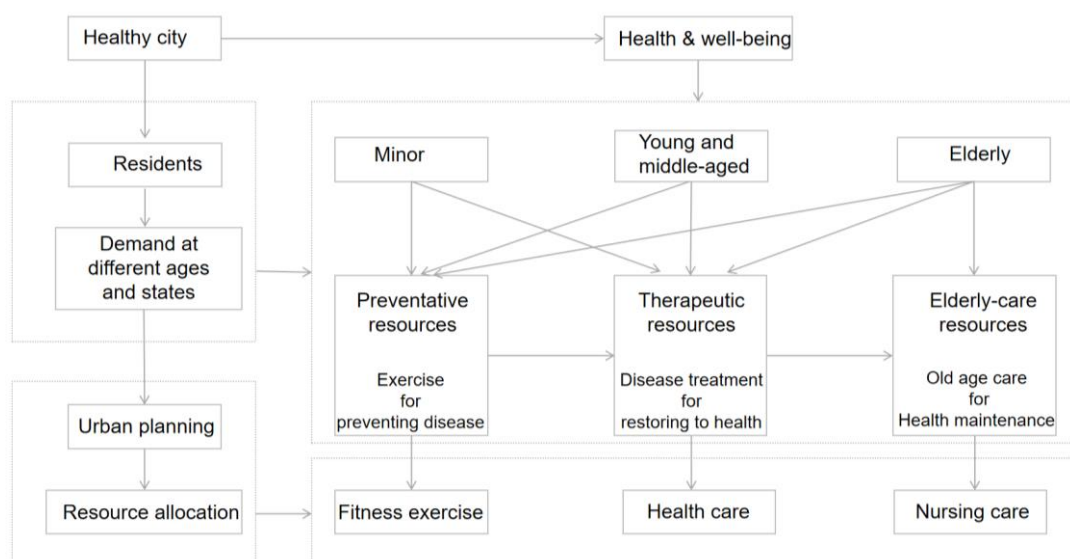 Healthy city
Health & well-being
Residents
Demand at
different ages
and states
Urban planning
Resource allocation
Minor
Young and
middle-aged
Elderly
Preventative
resources
Exercise
for
preventing disease
Therapeutic
resources
Disease treatment
for
restoring to health
Elderly-care
resources
Old age care
for
Health maintenance
Fitness exercise
Health care
Nursing care